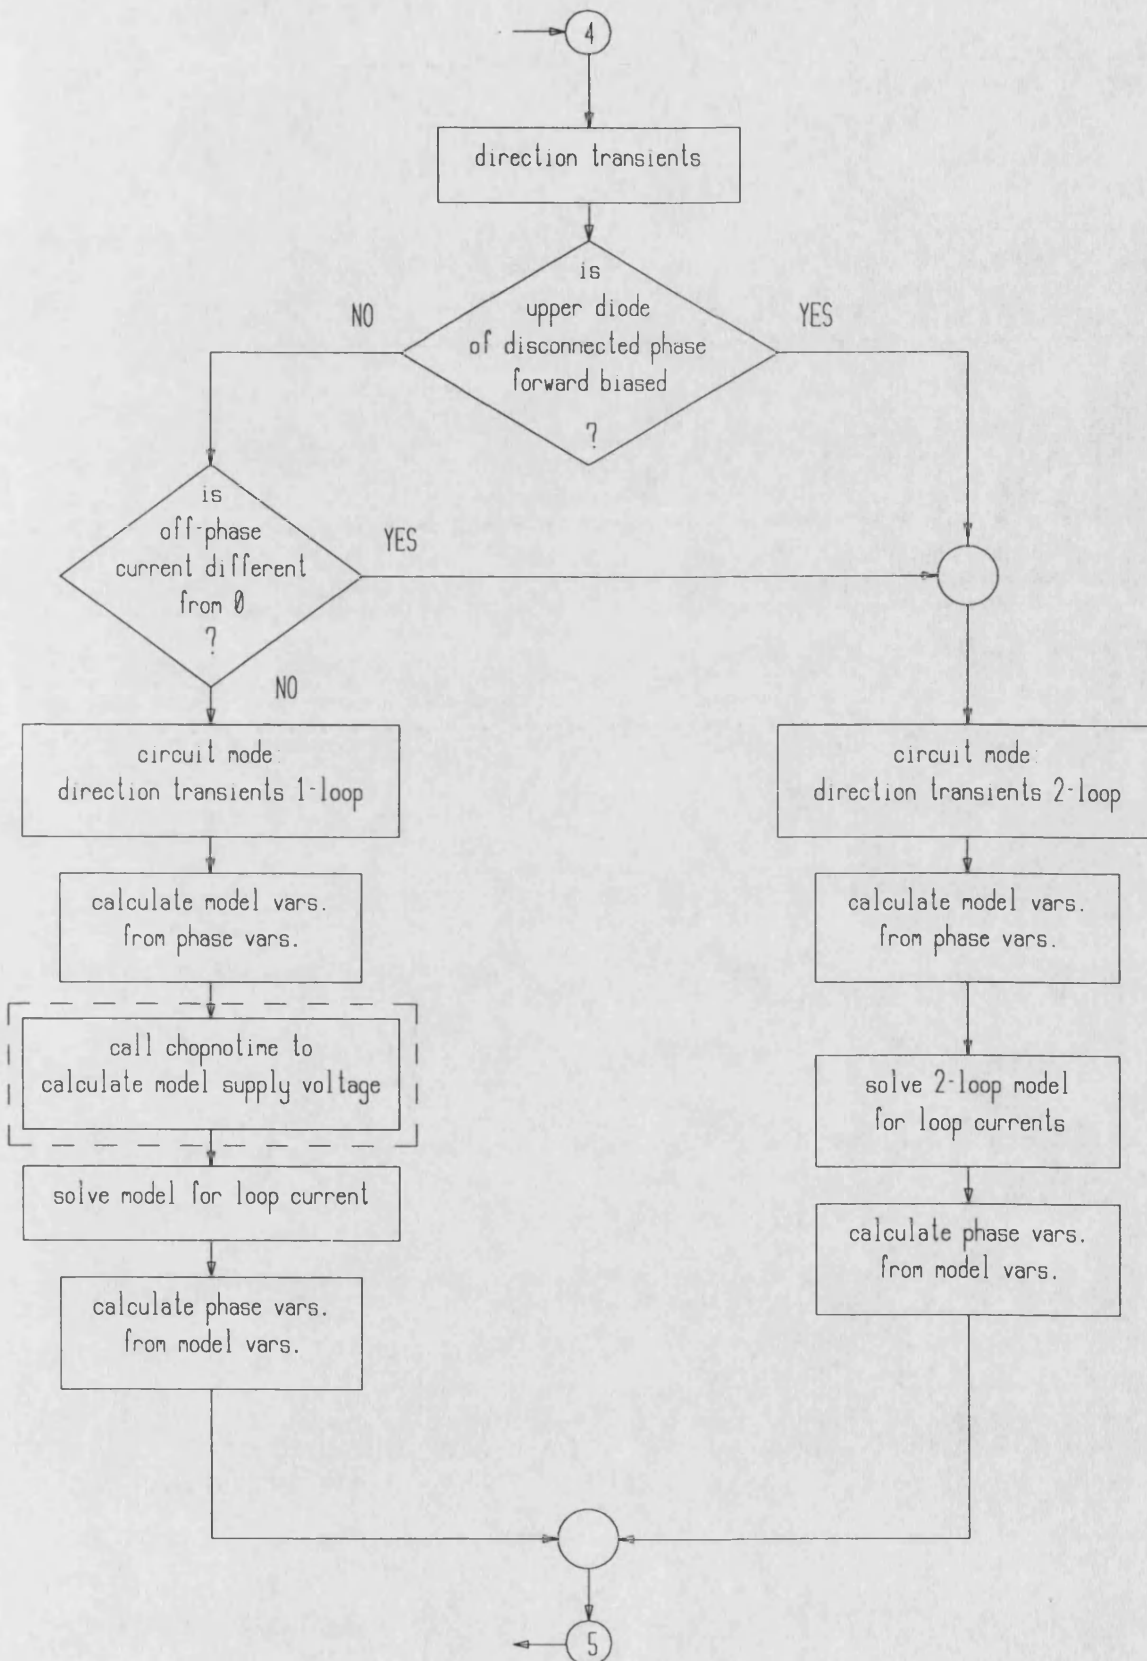 4
direction transients
is
upper diode
of disconnected phase
forward biased
?
NO
YES
is
off-phase
current different
from 0
?
YES
NO
circuit mode:
direction transients 1-loop
calculate model vars.
from phase vars.
call chopnotime to
calculate model supply voltage
solve model for loop current
calculate phase vars.
from model vars.
circuit mode:
direction transients 2-loop
calculate model vars.
from phase vars.
solve 2-loop model
for loop currents
calculate phase vars.
from model vars.
5